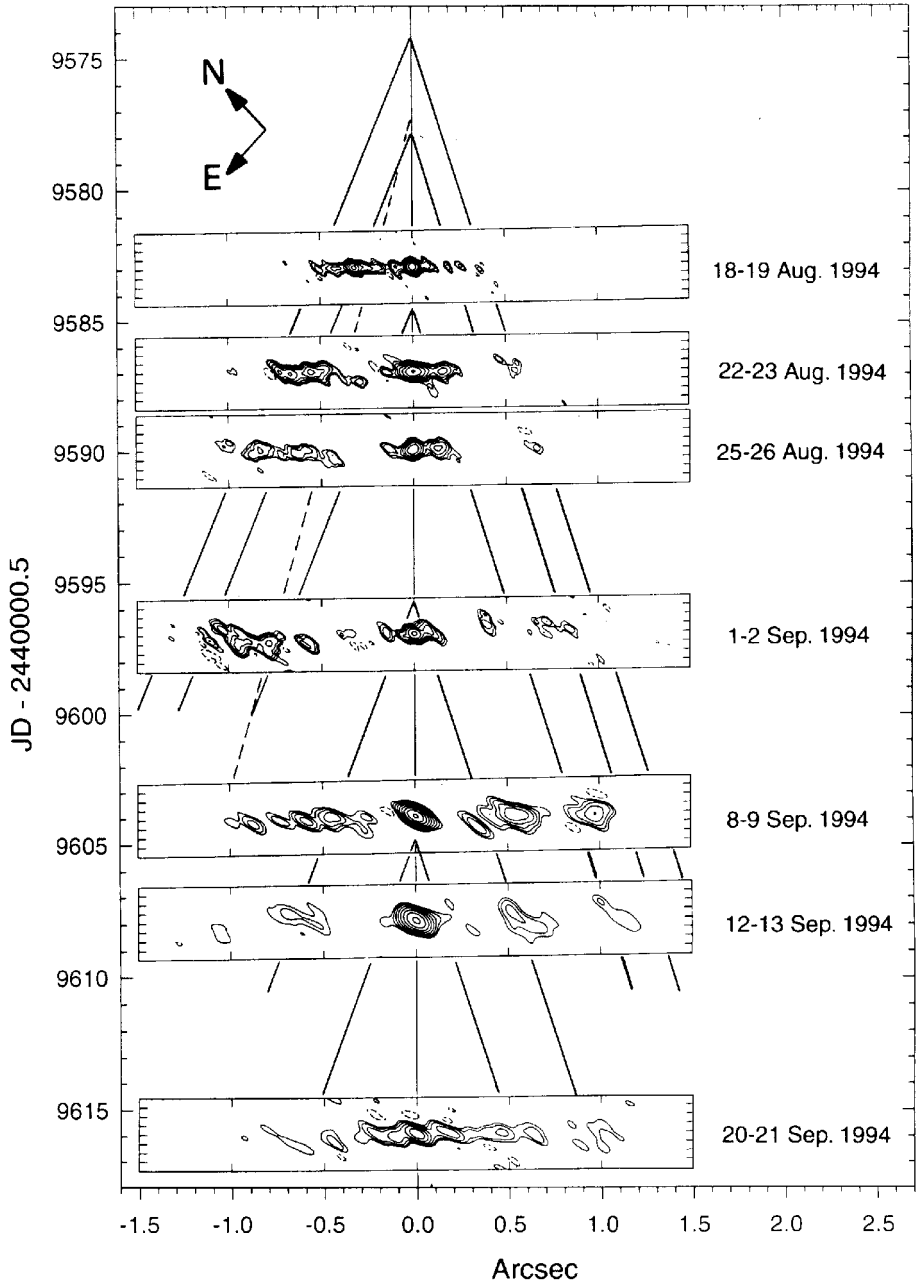 N
E
9575
9580
9585
9590
9595
9600
9605
9610
9615
JD - 2440000.5
18-19 Aug. 1994
22-23 Aug. 1994
25-26 Aug. 1994
1-2 Sep. 1994
8-9 Sep. 1994
12-13 Sep. 1994
20-21 Sep. 1994
-1.5 -1.0 -0.5 0.0 0.5 1.0 1.5 2.0 2.5
Arcsec